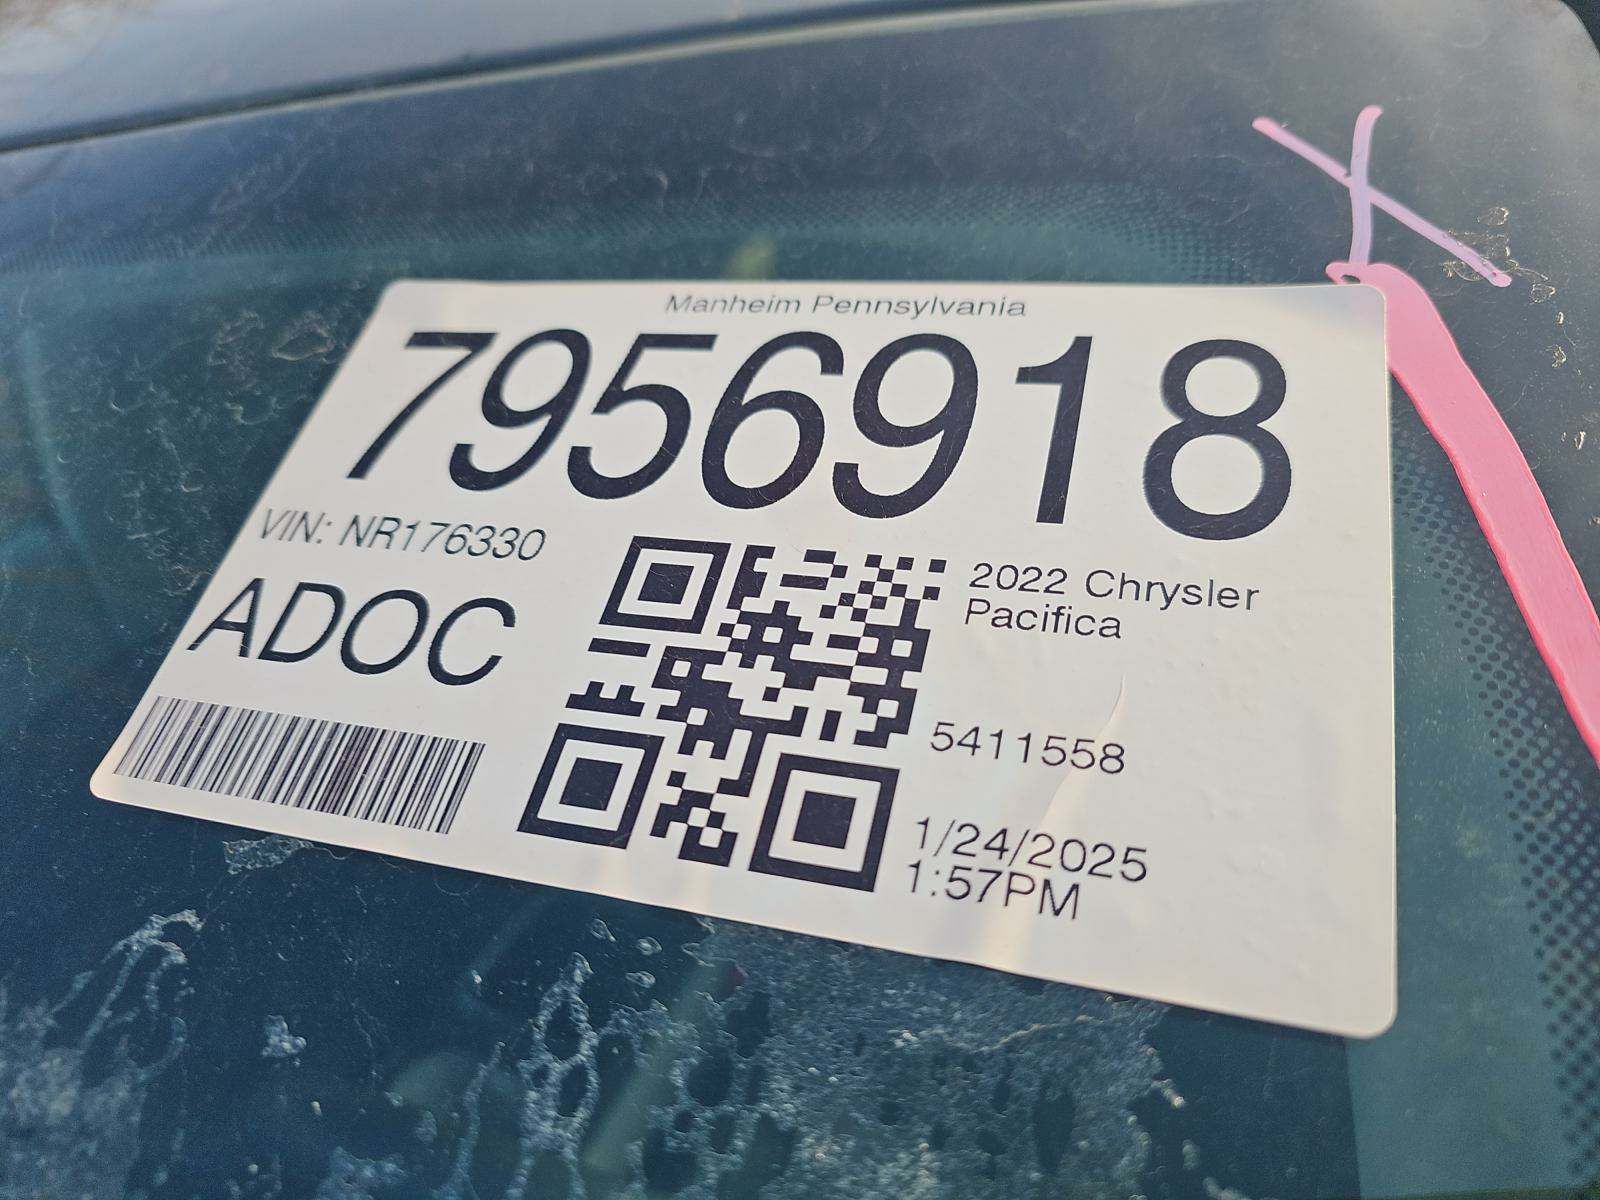 Manheim Pennsylvania
7956918
VIN: NR176330
ADOC
2022 Chrysler
Pacifica
5411558
1/24/2025
1:57PM